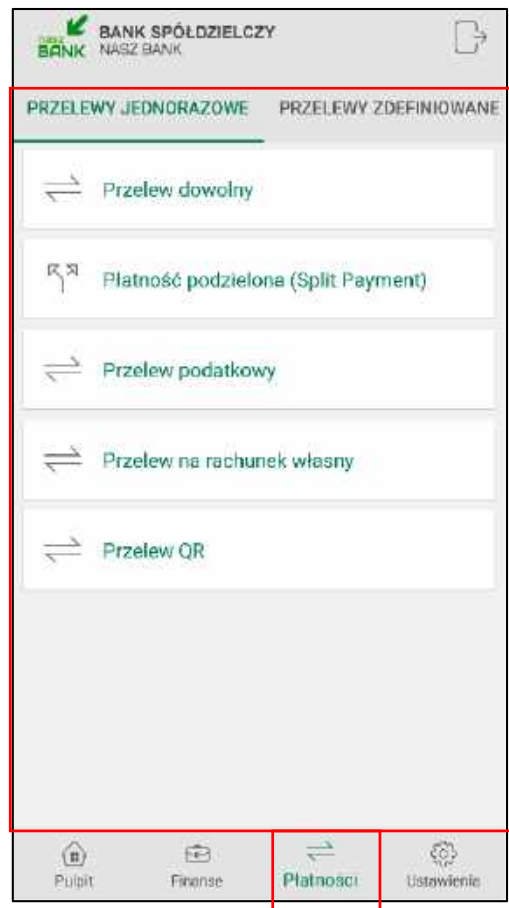 BANK SPÓŁDZIELCZY
nasz BANK NASZ BANK
PRZELEWY JEDNORAZOWE PRZELEWY ZDEFINIOWANE
Przelew dowolny
Płatność podzielona (Split Payment)
Przelew podatkowy
Przelew na rachunek własny
Przelew QR
Pulpit Finanse Płatności Ustawienia